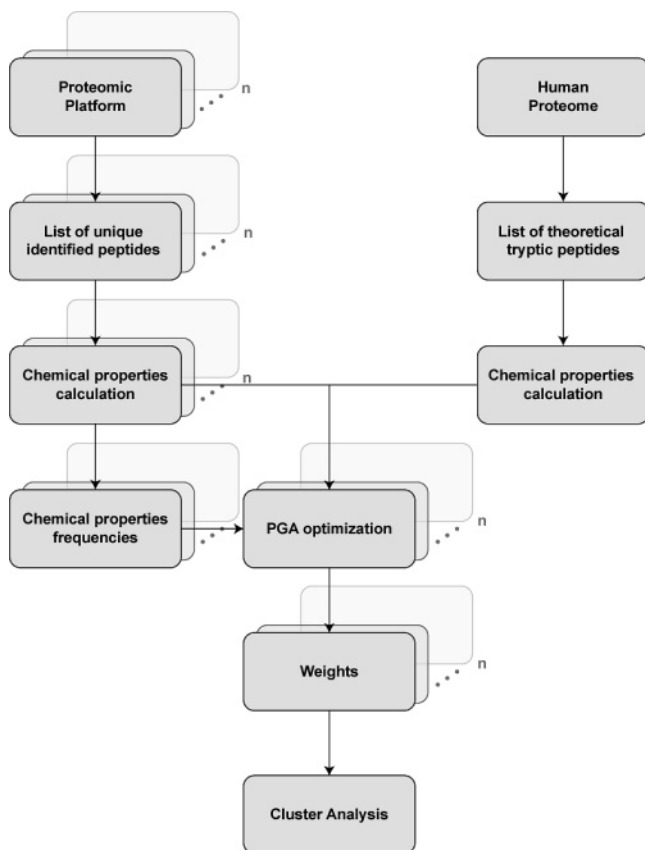 Proteomic
Platform
n
Human
Proteome
List of unique
identified peptides
n
List of theoretical
tryptic peptides
Chemical properties
calculation
n
Chemical properties
calculation
Chemical properties
frequencies
PGA optimization
n
Weights
n
Cluster Analysis